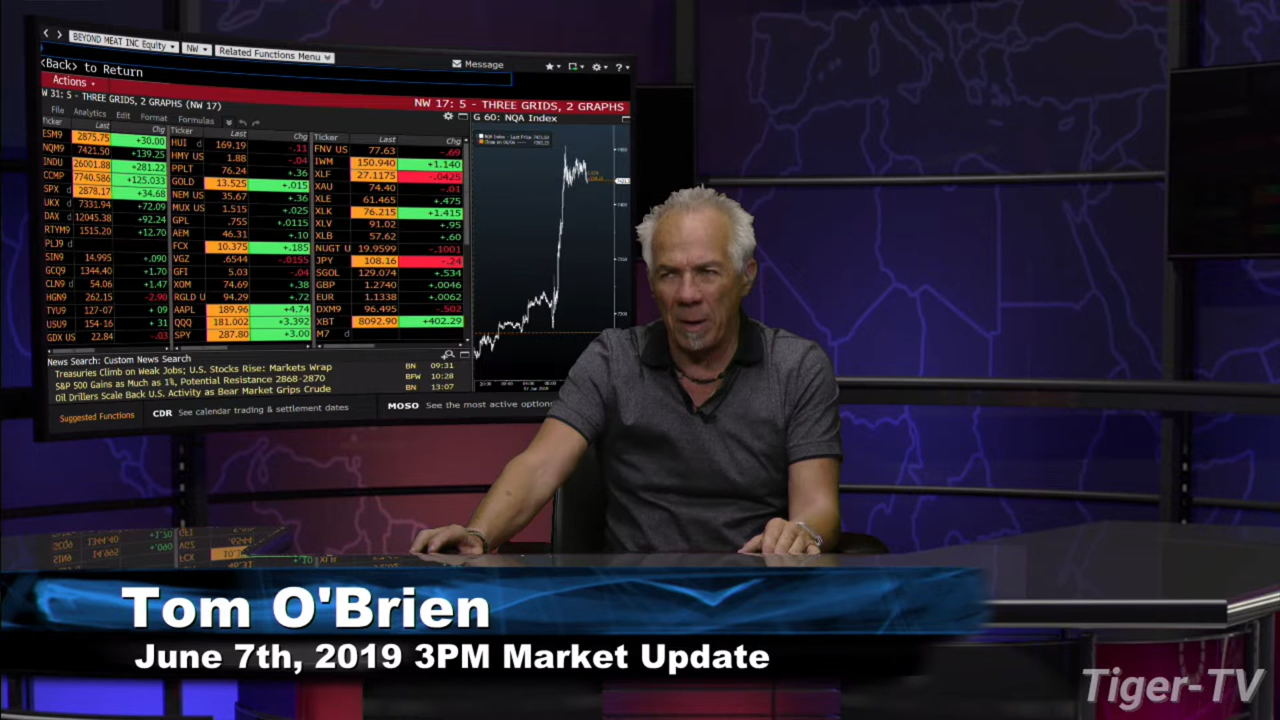 BEYOND MEAT INC Equity NW Related Functions Menu
Message
<Back> to Return
Actions
W 31: 5 - THREE GRIDS, 2 GRAPHS (NW 17) NW 17: 5 - THREE GRIDS, 2 GRAPHS
File Analytics Edit Format Formulas
G 60: NQA Index
Ticker Last Chg Ticker Last Chg Ticker Last Chg
ESM9 2875.75 +30.00 HUI d 169.19 -.11 FNV US 77.63 -.69
NQM9 7421.50 +139.25 HMY US 1.88 -.04 IWM 150.940 +1.140
INDU 26001.88 +281.22 PPLT 76.24 +.36 XLF 27.1175 -.0425
CCMP 7740.586 +125.033 GOLD 13.525 +.015 XAU 74.40 -.01
SPX d 2878.17 +34.68 NEM US 35.67 +.36 XLE 61.465 +.475
UKX d 7331.94 +72.09 MUX US 1.515 +.025 XLK 76.215 +1.415
DAX d 12045.38 +92.24 GPL .755 +.0115 XLV 91.02 +.95
RTYM9 1515.20 +12.70 AEM 46.31 +.10 XLB 57.62 +.60
PLJ9 d FCX 10.375 +.185 NUGT U 19.9599 -.1001
SIN9 14.995 +.090 VGZ .6544 -.0155 JPY 108.16 -.24
GCQ9 1344.40 +1.70 GFI 5.03 -.04 SGOL 129.074 +.534
CLN9 d 54.06 +1.47 XOM 74.69 +.38 GBP 1.2740 +.0046
HGN9 262.15 -2.90 RGLD U 94.29 +.72 EUR 1.1338 +.0062
TYU9 127-07 + 09 AAPL 189.96 +4.74 DXM9 96.495 -.502
USU9 154-16 + 31 QQQ 181.002 +3.392 XBT 8092.90 +402.29
GDX US 22.84 -.03 SPY 287.80 +3.00 M7 d
News Search: Custom News Search
Treasuries Climb on Weak Jobs; U.S. Stocks Rise: Markets Wrap BN 09:31
S&P 500 Gains as Much as 1%, Potential Resistance 2868-2870 BFW 10:28
Oil Drillers Scale Back U.S. Activity as Bear Market Grips Crude BN 13:07
Suggested Functions CDR See calendar trading & settlement dates MOSO See the most active option
Tom O'Brien
June 7th, 2019 3PM Market Update
Tiger-TV